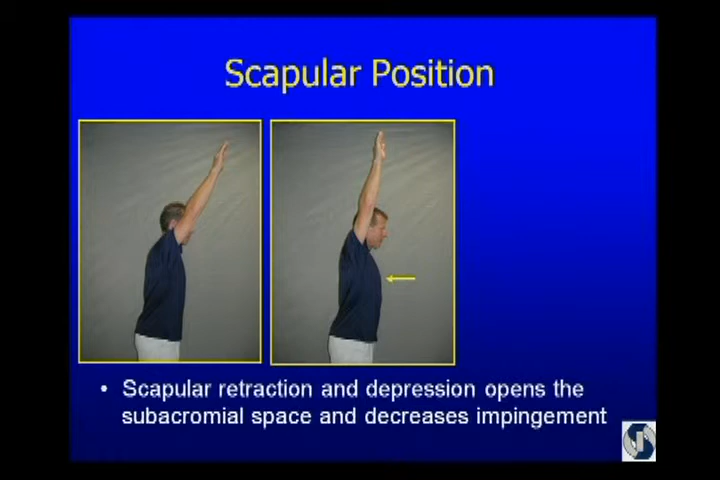 Scapular Position
• Scapular retraction and depression opens the
subacromial space and decreases impingement